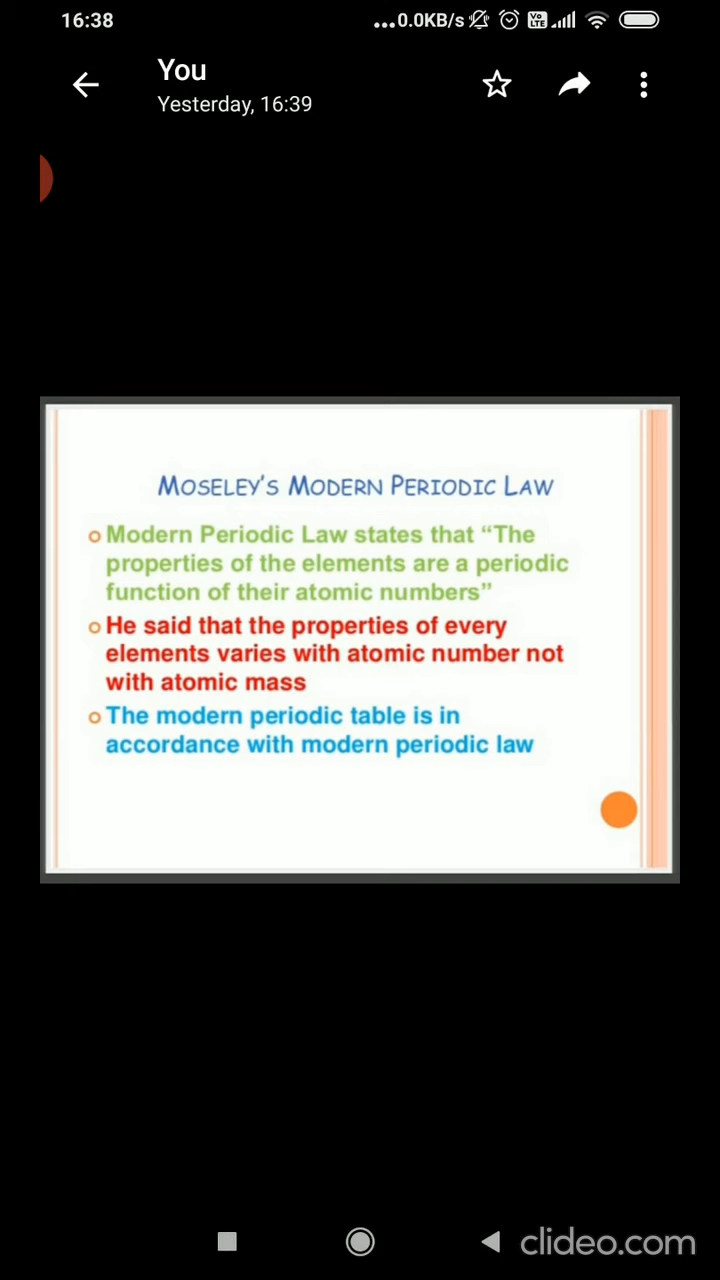 16:38
...0.0KB/s
Vo
LTE
You
Yesterday, 16:39
MOSELEY'S MODERN PERIODIC LAW
Modern Periodic Law states that “The
properties of the elements are a periodic
function of their atomic numbers”
He said that the properties of every
elements varies with atomic number not
with atomic mass
The modern periodic table is in
accordance with modern periodic law
clideo.com